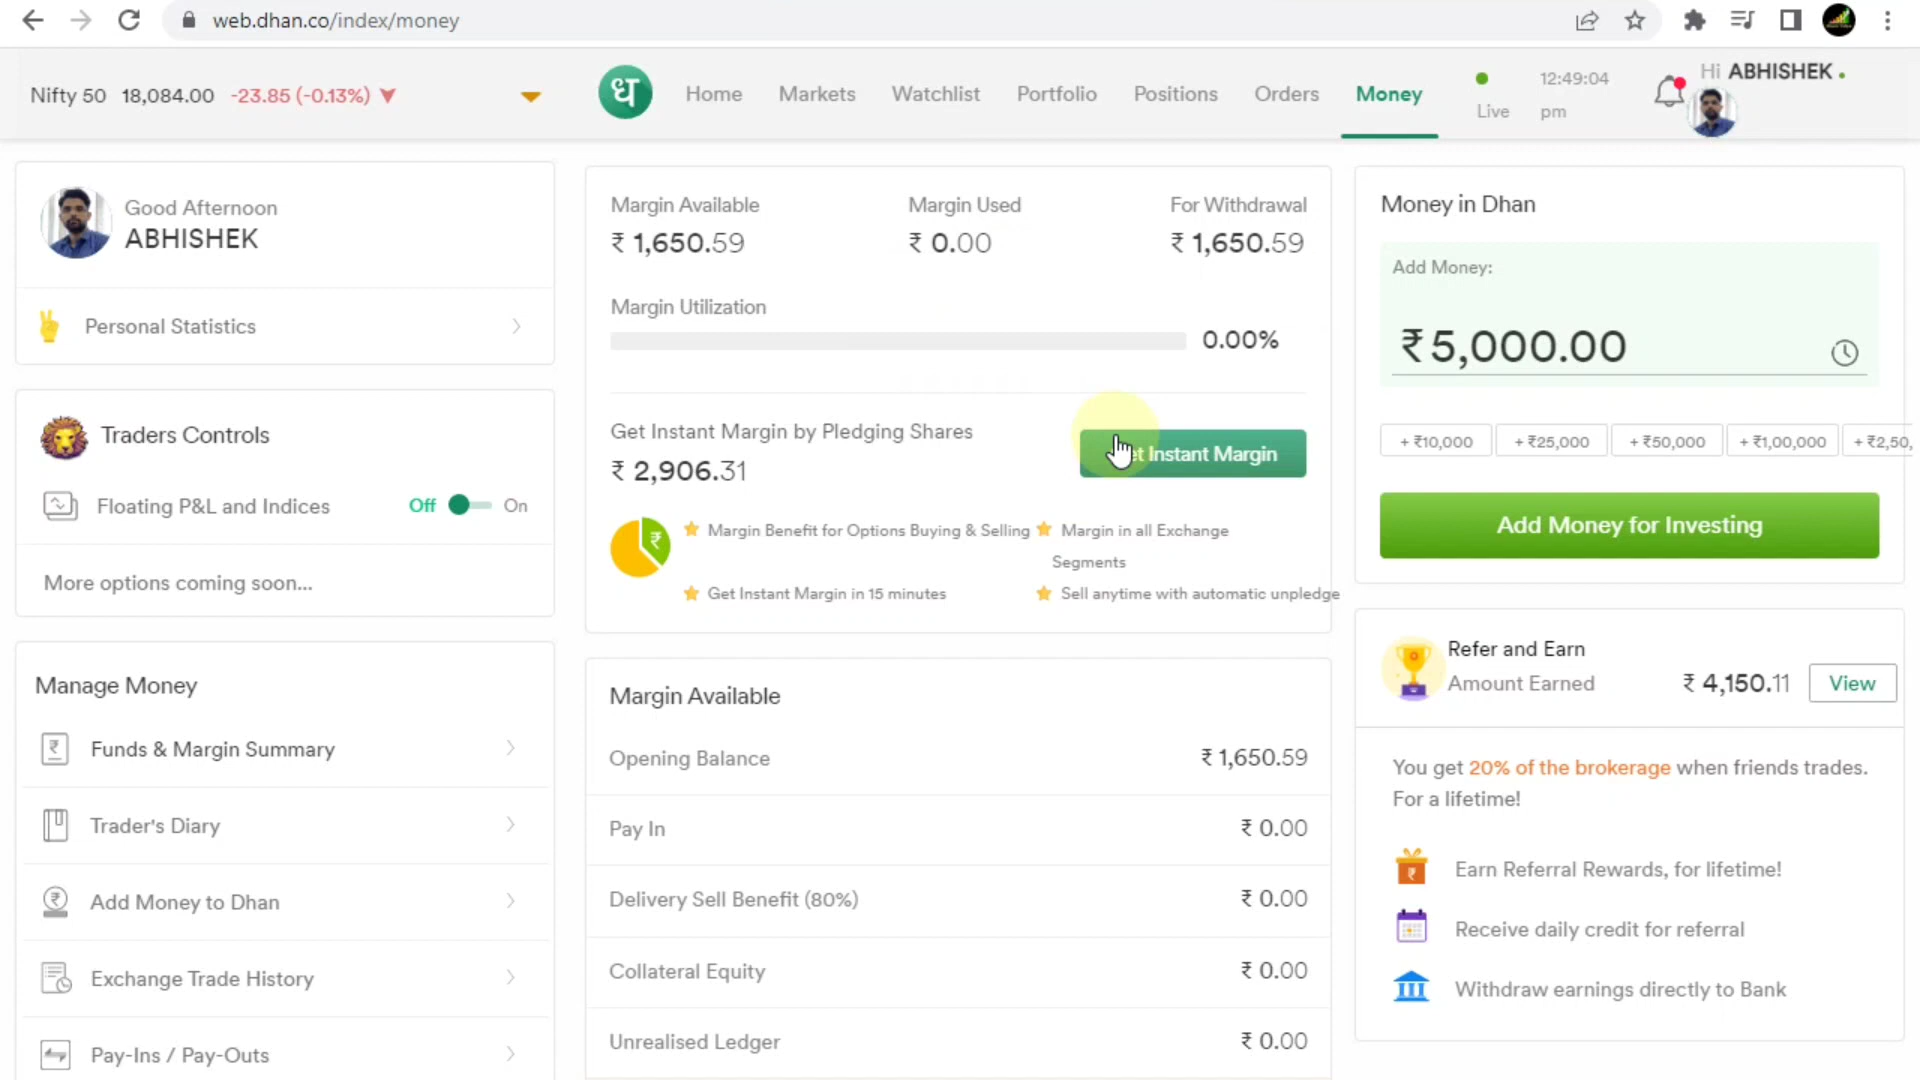 web.dhan.co/index/money
Nifty 50 18,084.00 -23.85 (-0.13%)
ध
Home Markets Watchlist Portfolio Positions Orders Money
Live
12:49:04
pm
Hi ABHISHEK
Good Afternoon
ABHISHEK
Personal Statistics
Traders Controls
Floating P&L and Indices Off On
More options coming soon...
Manage Money
Funds & Margin Summary
Trader's Diary
Add Money to Dhan
Exchange Trade History
Pay-Ins / Pay-Outs
Margin Available Margin Used For Withdrawal
₹ 1,650.59 ₹ 0.00 ₹ 1,650.59
Margin Utilization
0.00%
Get Instant Margin by Pledging Shares
₹ 2,906.31
Instant Margin
₹
Margin Benefit for Options Buying & Selling
Margin in all Exchange
Segments
Get Instant Margin in 15 minutes
Sell anytime with automatic unpledge
Margin Available
Opening Balance ₹ 1,650.59
Pay In ₹ 0.00
Delivery Sell Benefit (80%) ₹ 0.00
Collateral Equity ₹ 0.00
Unrealised Ledger ₹ 0.00
Money in Dhan
Add Money:
₹5,000.00
+ ₹10,000 + ₹25,000 + ₹50,000 + ₹1,00,000 + ₹2,50,
Add Money for Investing
Refer and Earn
Amount Earned ₹ 4,150.11 View
You get 20% of the brokerage when friends trades.
For a lifetime!
Earn Referral Rewards, for lifetime!
Receive daily credit for referral
Withdraw earnings directly to Bank